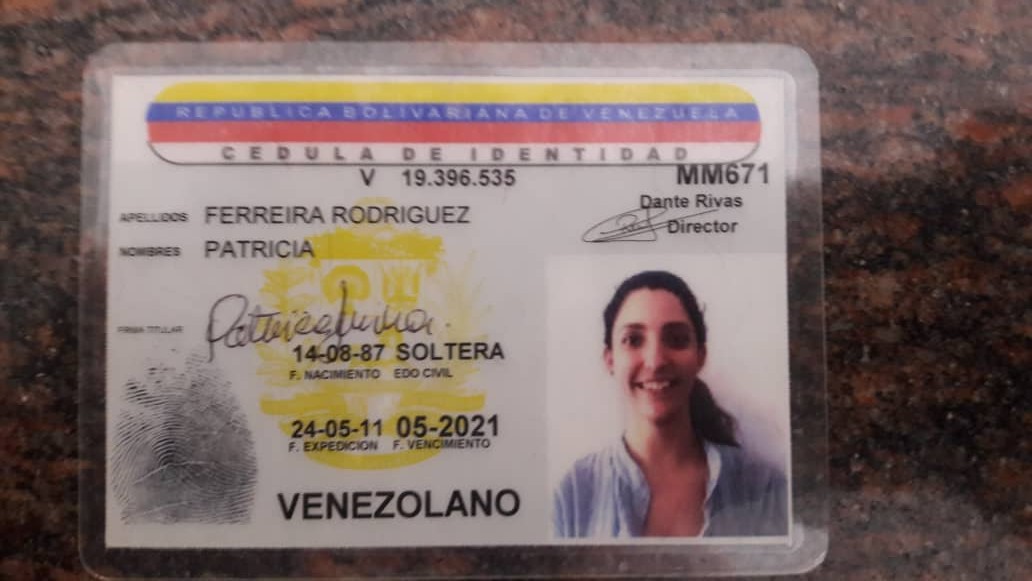 REPUBLICA BOLIVARIANA DE VENEZUELA
CEDULA DE IDENTIDAD
V 19.396.535 MM671
Dante Rivas
Director
APELLIDOS FERREIRA RODRIGUEZ
NOMBRES PATRICIA
FIRMA TITULAR
14-08-87 SOLTERA
F. NACIMIENTO EDO CIVIL
24-05-11 05-2021
F. EXPEDICION F. VENCIMIENTO
VENEZOLANO